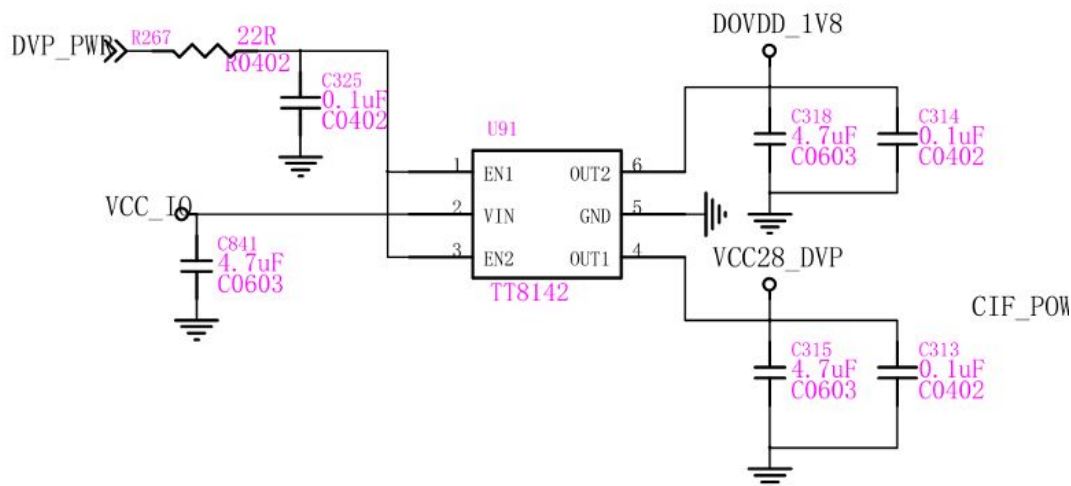 DVP_PWR
R267
22R
R0402
C325
0.1uF
C0402
DOVDD_1V8
C318
4.7uF
C0603
C314
0.1uF
C0402
U91
1 EN1 OUT2 6
2 VIN GND 5
3 EN2 OUT1 4
TT8142
VCC_IO
C841
4.7uF
C0603
VCC28_DVP
CIF_POW
C315
4.7uF
C0603
C313
0.1uF
C0402